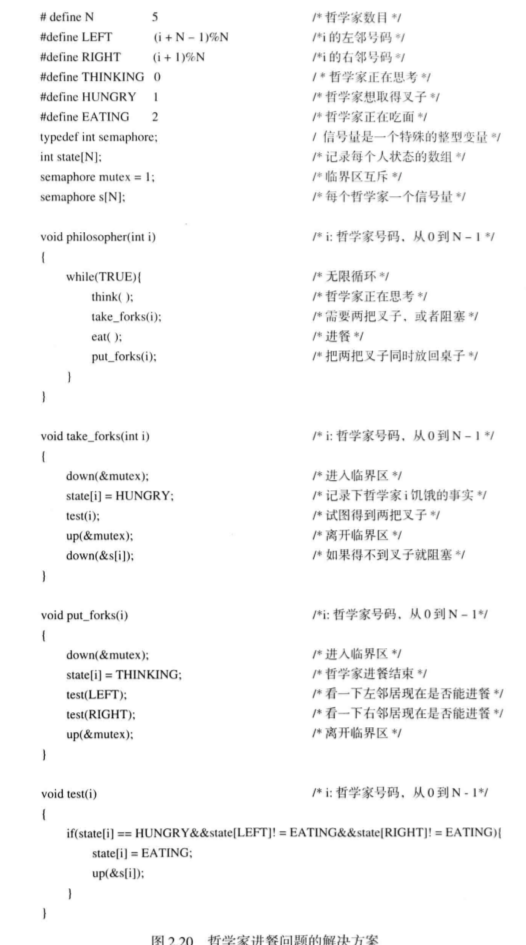 # define N 5 /* 哲学家数目 */
#define LEFT (i + N – 1)%N /*i 的左邻号码 */
#define RIGHT (i + 1)%N /*i 的右邻号码 */
#define THINKING 0 /* 哲学家正在思考 */
#define HUNGRY 1 /* 哲学家想取得叉子 */
#define EATING 2 /* 哲学家正在吃面 */
typedef int semaphore; / 信号量是一个特殊的整型变量 */
int state[N]; /* 记录每个人状态的数组 */
semaphore mutex = 1; /* 临界区互斥 */
semaphore s[N]; /* 每个哲学家一个信号量 */
void philosopher(int i) /* i: 哲学家号码，从 0 到 N – 1 */
{
while(TRUE){ /* 无限循环 */
think( ); /* 哲学家正在思考 */
take_forks(i); /* 需要两把叉子，或者阻塞 */
eat( ); /* 进餐 */
put_forks(i); /* 把两把叉子同时放回桌子 */
}
}
void take_forks(int i) /* i: 哲学家号码，从 0 到 N – 1 */
{
down(&mutex); /* 进入临界区 */
state[i] = HUNGRY; /* 记录下哲学家 i 饥饿的事实 */
test(i); /* 试图得到两把叉子 */
up(&mutex); /* 离开临界区 */
down(&s[i]); /* 如果得不到叉子就阻塞 */
}
void put_forks(i) /*i: 哲学家号码，从 0 到 N – 1*/
{
down(&mutex); /* 进入临界区 */
state[i] = THINKING; /* 哲学家进餐结束 */
test(LEFT); /* 看一下左邻居现在是否能进餐 */
test(RIGHT); /* 看一下右邻居现在是否能进餐 */
up(&mutex); /* 离开临界区 */
}
void test(i) /* i: 哲学家号码，从 0 到 N - 1*/
{
if(state[i] == HUNGRY&&state[LEFT]! = EATING&&state[RIGHT]! = EATING){
state[i] = EATING;
up(&s[i]);
}
}
图 2.20 哲学家进餐问题的解决方案